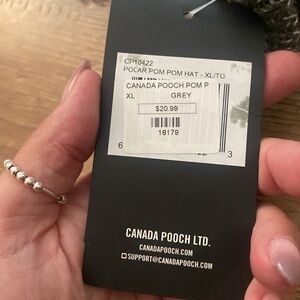 CP10422
POLAR POM POM HAT - XL/TG
CANADA POOCH POM P
XL GREY
$20.99
18179
6 3
CANADA POOCH LTD.
CANADAPOOCH.COM
SUPPORT@CANADAPOOCH.COM